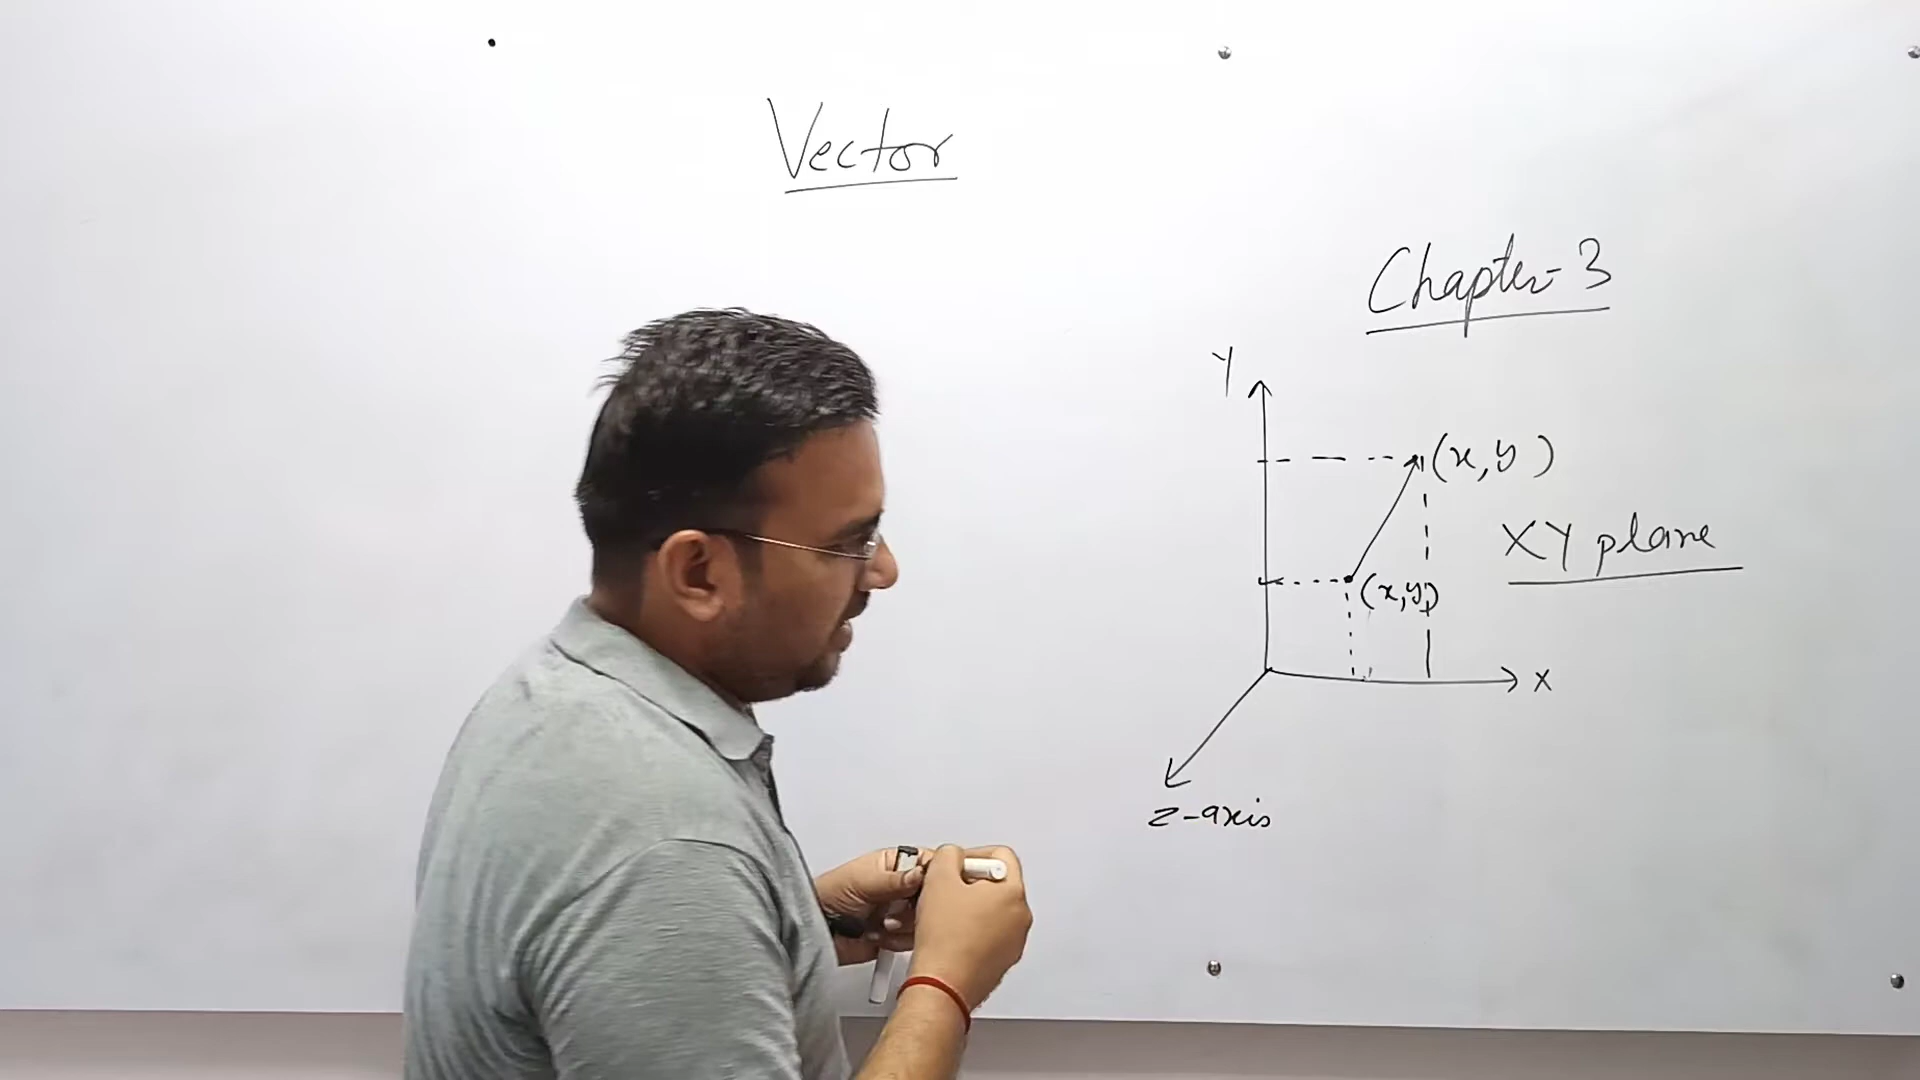 Vector
Chapter-3
Y
(x,y)
XY plane
(x,y)
X
z-axis